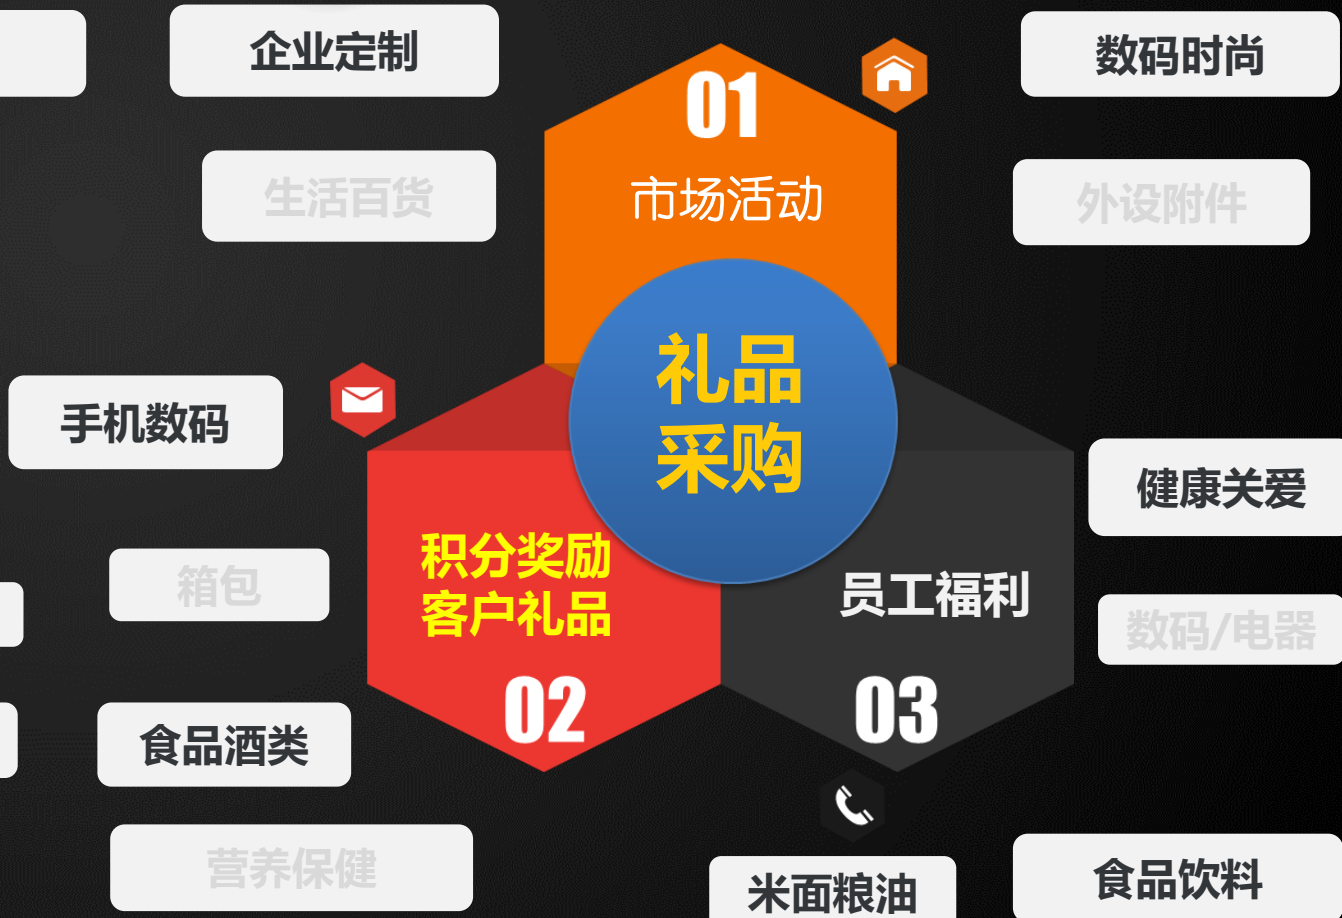 企业定制
01
数码时尚
生活百货
市场活动
外设附件
礼品
采购
手机数码
健康关爱
积分奖励
客户礼品
箱包
员工福利
数码/电器
02
03
食品酒类
营养保健
米面粮油
食品饮料